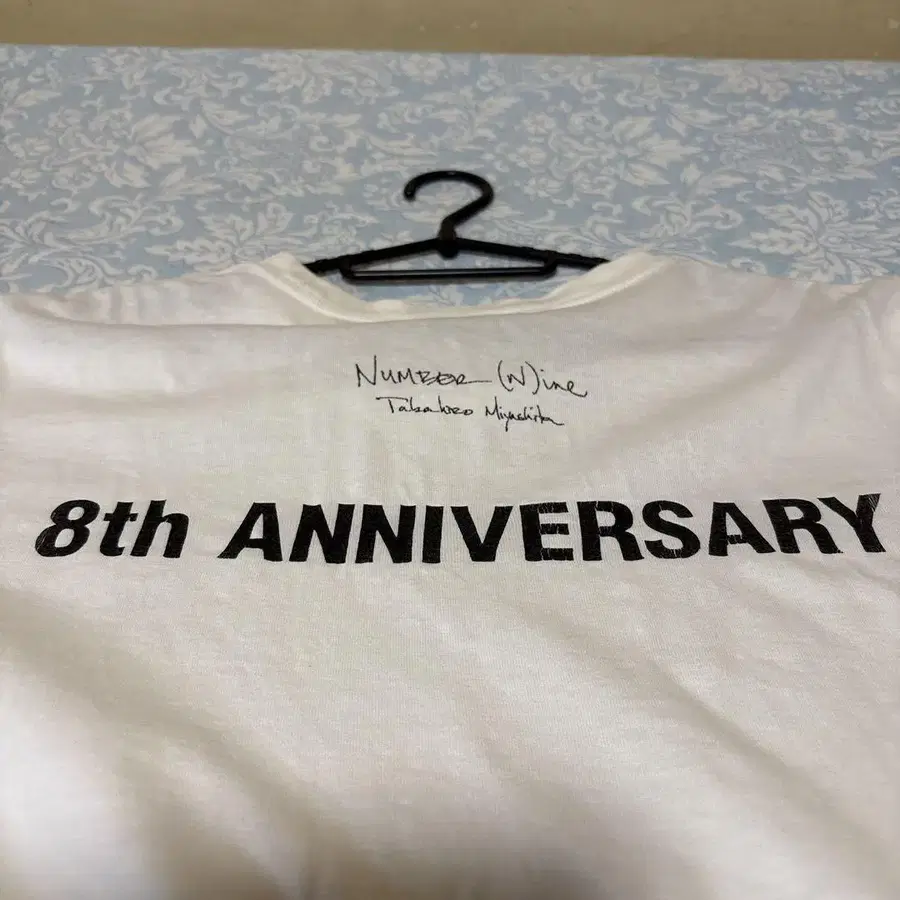 NUMBER (N)ine
Takahiro Miyashita
8th ANNIVERSARY